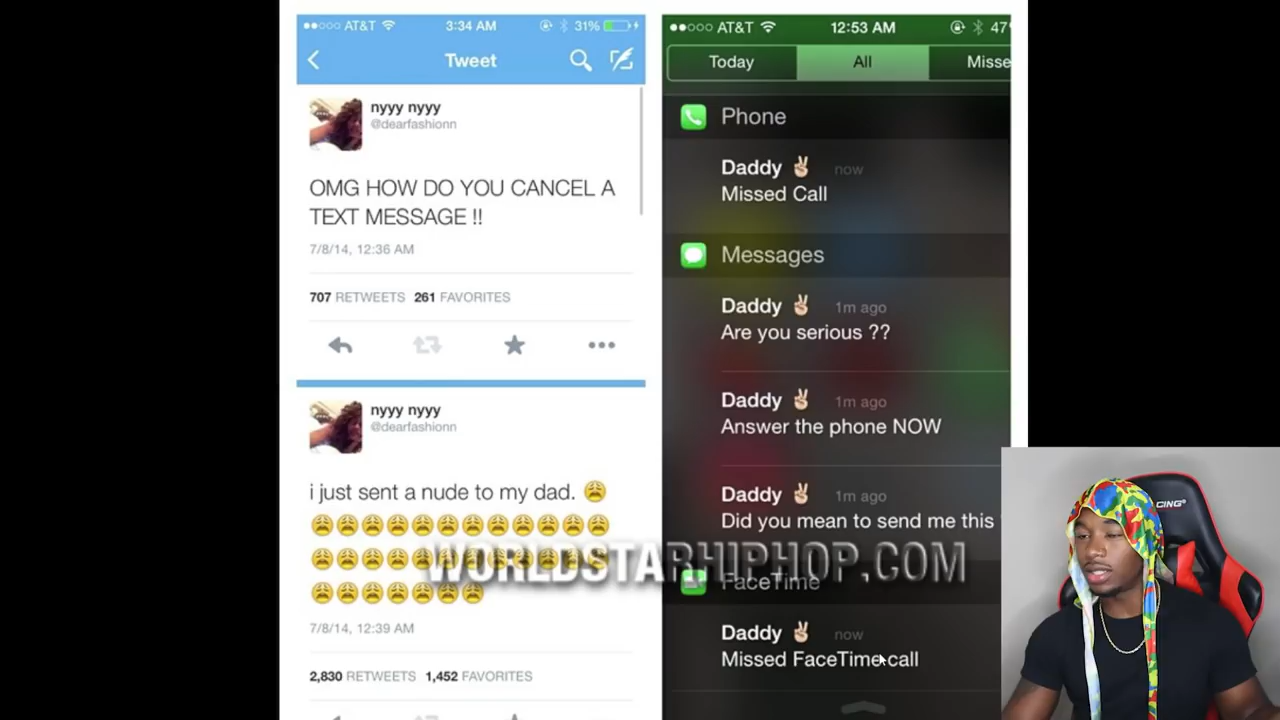 AT&T
3:34 AM
31%
Tweet
nyyy nyyy
@dearfashionn
OMG HOW DO YOU CANCEL A
TEXT MESSAGE !!
7/8/14, 12:36 AM
707 RETWEETS 261 FAVORITES
nyyy nyyy
@dearfashionn
i just sent a nude to my dad. 😩
😩😩😩😩😩😩😩😩😩😩😩😩
😩😩😩😩😩😩😩😩😩😩😩😩
😩😩😩😩😩😩😩
7/8/14, 12:39 AM
2,830 RETWEETS 1,452 FAVORITES
AT&T
12:53 AM
47
Today
All
Misse
Phone
Daddy ✌🏼 now
Missed Call
Messages
Daddy ✌🏼 1m ago
Are you serious ??
Daddy ✌🏼 1m ago
Answer the phone NOW
Daddy ✌🏼 1m ago
Did you mean to send me this
FaceTime
Daddy ✌🏼 now
Missed FaceTime call
WORLDSTARHIPHOP.COM
CING°